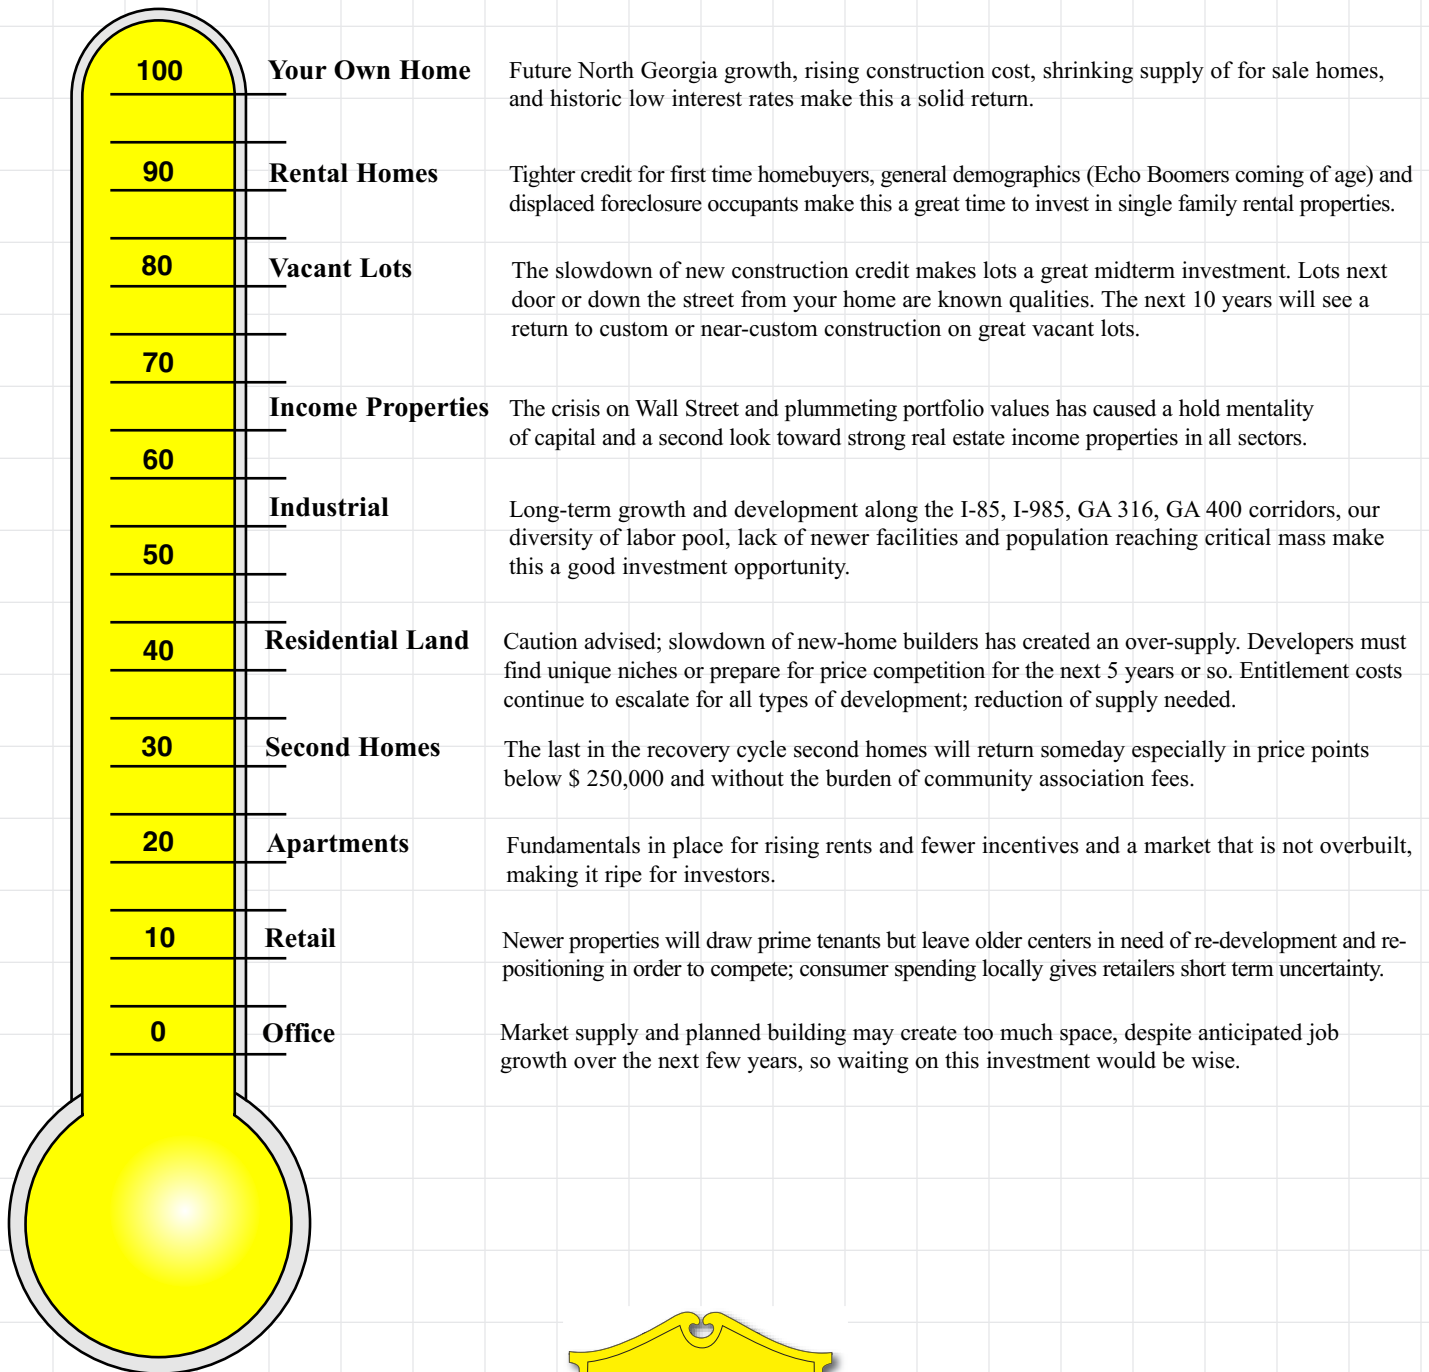 100
Your Own Home
Future North Georgia growth, rising construction cost, shrinking supply of for sale homes,
and historic low interest rates make this a solid return.
90
Rental Homes
Tighter credit for first time homebuyers, general demographics (Echo Boomers coming of age) and
displaced foreclosure occupants make this a great time to invest in single family rental properties.
80
Vacant Lots
The slowdown of new construction credit makes lots a great midterm investment. Lots next
door or down the street from your home are known qualities. The next 10 years will see a
return to custom or near-custom construction on great vacant lots.
70
Income Properties
The crisis on Wall Street and plummeting portfolio values has caused a hold mentality
of capital and a second look toward strong real estate income properties in all sectors.
60
Industrial
Long-term growth and development along the I-85, I-985, GA 316, GA 400 corridors, our
diversity of labor pool, lack of newer facilities and population reaching critical mass make
this a good investment opportunity.
50
40
Residential Land
Caution advised; slowdown of new-home builders has created an over-supply. Developers must
find unique niches or prepare for price competition for the next 5 years or so. Entitlement costs
continue to escalate for all types of development; reduction of supply needed.
30
Second Homes
The last in the recovery cycle second homes will return someday especially in price points
below $ 250,000 and without the burden of community association fees.
20
Apartments
Fundamentals in place for rising rents and fewer incentives and a market that is not overbuilt,
making it ripe for investors.
10
Retail
Newer properties will draw prime tenants but leave older centers in need of re-development and re-
positioning in order to compete; consumer spending locally gives retailers short term uncertainty.
0
Office
Market supply and planned building may create too much space, despite anticipated job
growth over the next few years, so waiting on this investment would be wise.